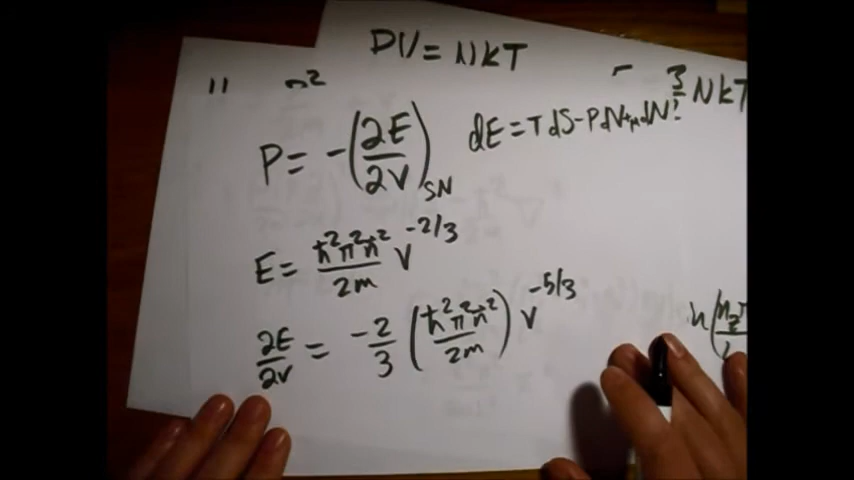 PV = NkT
n²
3/2 NkT
P = -(∂E/∂V)SN
dE = TdS - PdV + μdN?
E = ħ²π²n²/2m V^-2/3
∂E/∂V = -2/3 (ħ²π²n²/2m) V^-5/3